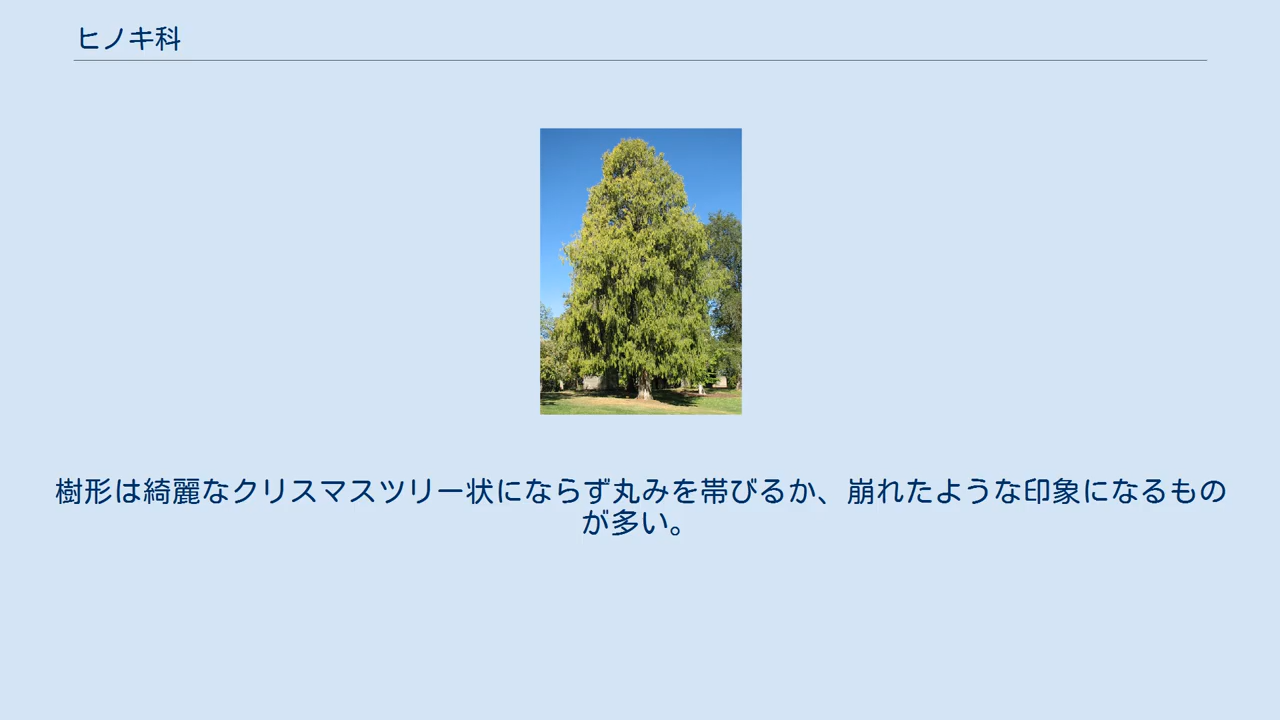 ヒノキ科
樹形は綺麗なクリスマスツリー状にならず丸みを帯びるか、崩れたような印象になるもの
が多い。